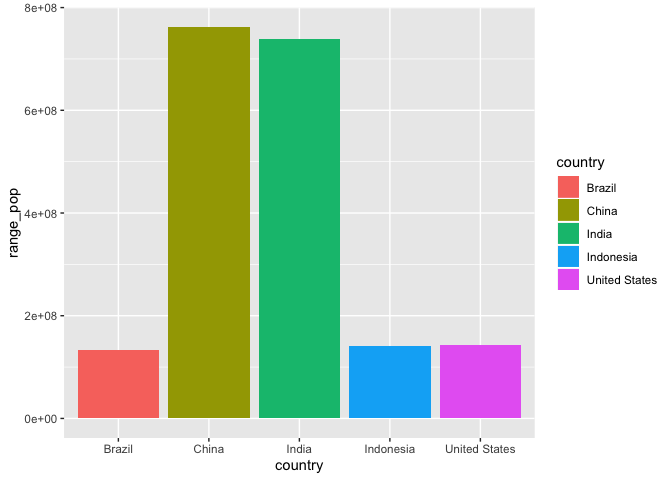 8e+08
6e+08
4e+08
2e+08
0e+00
range_pop
Brazil China India Indonesia United States
country
country
Brazil
China
India
Indonesia
United States